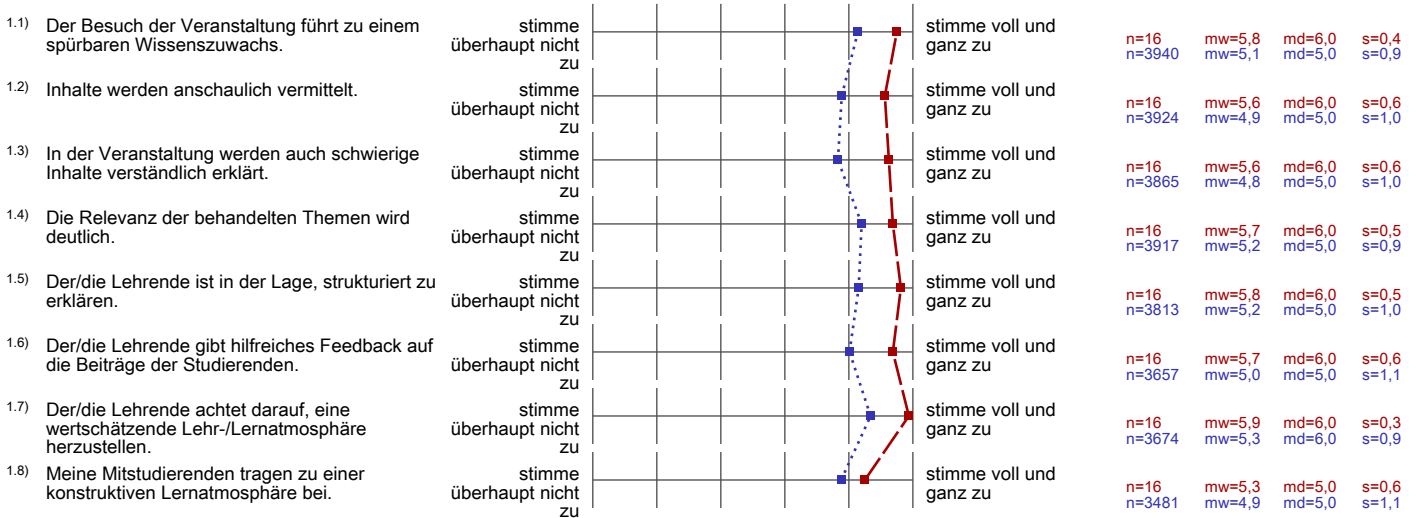 1.1) Der Besuch der Veranstaltung führt zu einem
spürbaren Wissenszuwachs.
stimme
überhaupt nicht
zu
stimme voll und
ganz zu
n=16 mw=5,8 md=6,0 s=0,4
n=3940 mw=5,1 md=5,0 s=0,9
1.2) Inhalte werden anschaulich vermittelt.
stimme
überhaupt nicht
zu
stimme voll und
ganz zu
n=16 mw=5,6 md=6,0 s=0,6
n=3924 mw=4,9 md=5,0 s=1,0
1.3) In der Veranstaltung werden auch schwierige
Inhalte verständlich erklärt.
stimme
überhaupt nicht
zu
stimme voll und
ganz zu
n=16 mw=5,6 md=6,0 s=0,6
n=3865 mw=4,8 md=5,0 s=1,0
1.4) Die Relevanz der behandelten Themen wird
deutlich.
stimme
überhaupt nicht
zu
stimme voll und
ganz zu
n=16 mw=5,7 md=6,0 s=0,5
n=3917 mw=5,2 md=5,0 s=0,9
1.5) Der/die Lehrende ist in der Lage, strukturiert zu
erklären.
stimme
überhaupt nicht
zu
stimme voll und
ganz zu
n=16 mw=5,8 md=6,0 s=0,5
n=3813 mw=5,2 md=5,0 s=1,0
1.6) Der/die Lehrende gibt hilfreiches Feedback auf
die Beiträge der Studierenden.
stimme
überhaupt nicht
zu
stimme voll und
ganz zu
n=16 mw=5,7 md=6,0 s=0,6
n=3657 mw=5,0 md=5,0 s=1,1
1.7) Der/die Lehrende achtet darauf, eine
wertschätzende Lehr-/Lernatmosphäre
herzustellen.
stimme
überhaupt nicht
zu
stimme voll und
ganz zu
n=16 mw=5,9 md=6,0 s=0,3
n=3674 mw=5,3 md=6,0 s=0,9
1.8) Meine Mitstudierenden tragen zu einer
konstruktiven Lernatmosphäre bei.
stimme
überhaupt nicht
zu
stimme voll und
ganz zu
n=16 mw=5,3 md=5,0 s=0,6
n=3481 mw=4,9 md=5,0 s=1,1